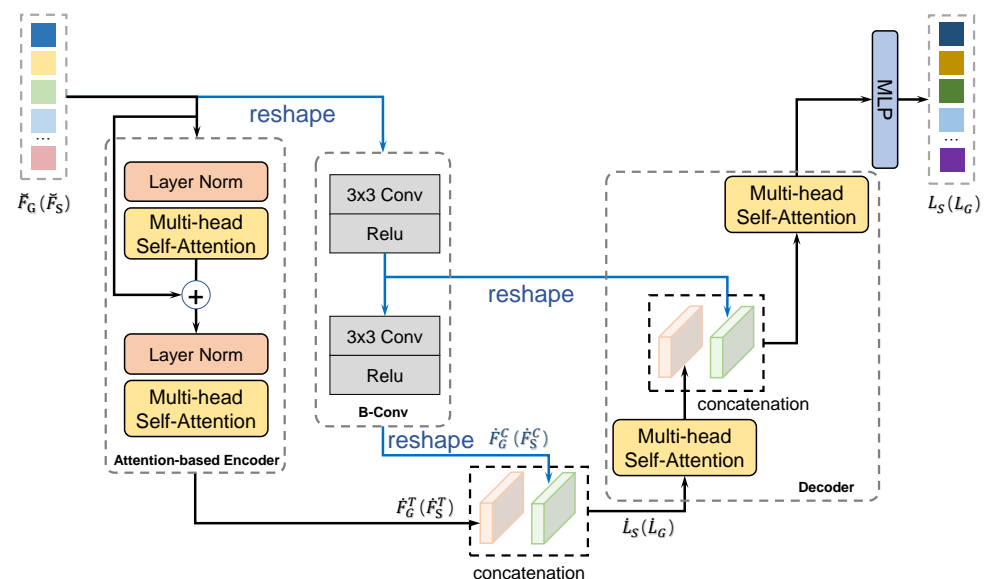 ...
F̆_G (F̆_S)
reshape
Layer Norm
Multi-head
Self-Attention
+
Layer Norm
Multi-head
Self-Attention
Attention-based Encoder
3x3 Conv
Relu
reshape
3x3 Conv
Relu
B-Conv
reshape
Ḟ_G^C (Ḟ_S^C)
Ḟ_G^T (Ḟ_S^T)
concatenation
L̇_S (L̇_G)
Multi-head
Self-Attention
concatenation
Multi-head
Self-Attention
Decoder
MLP
...
L_S (L_G)